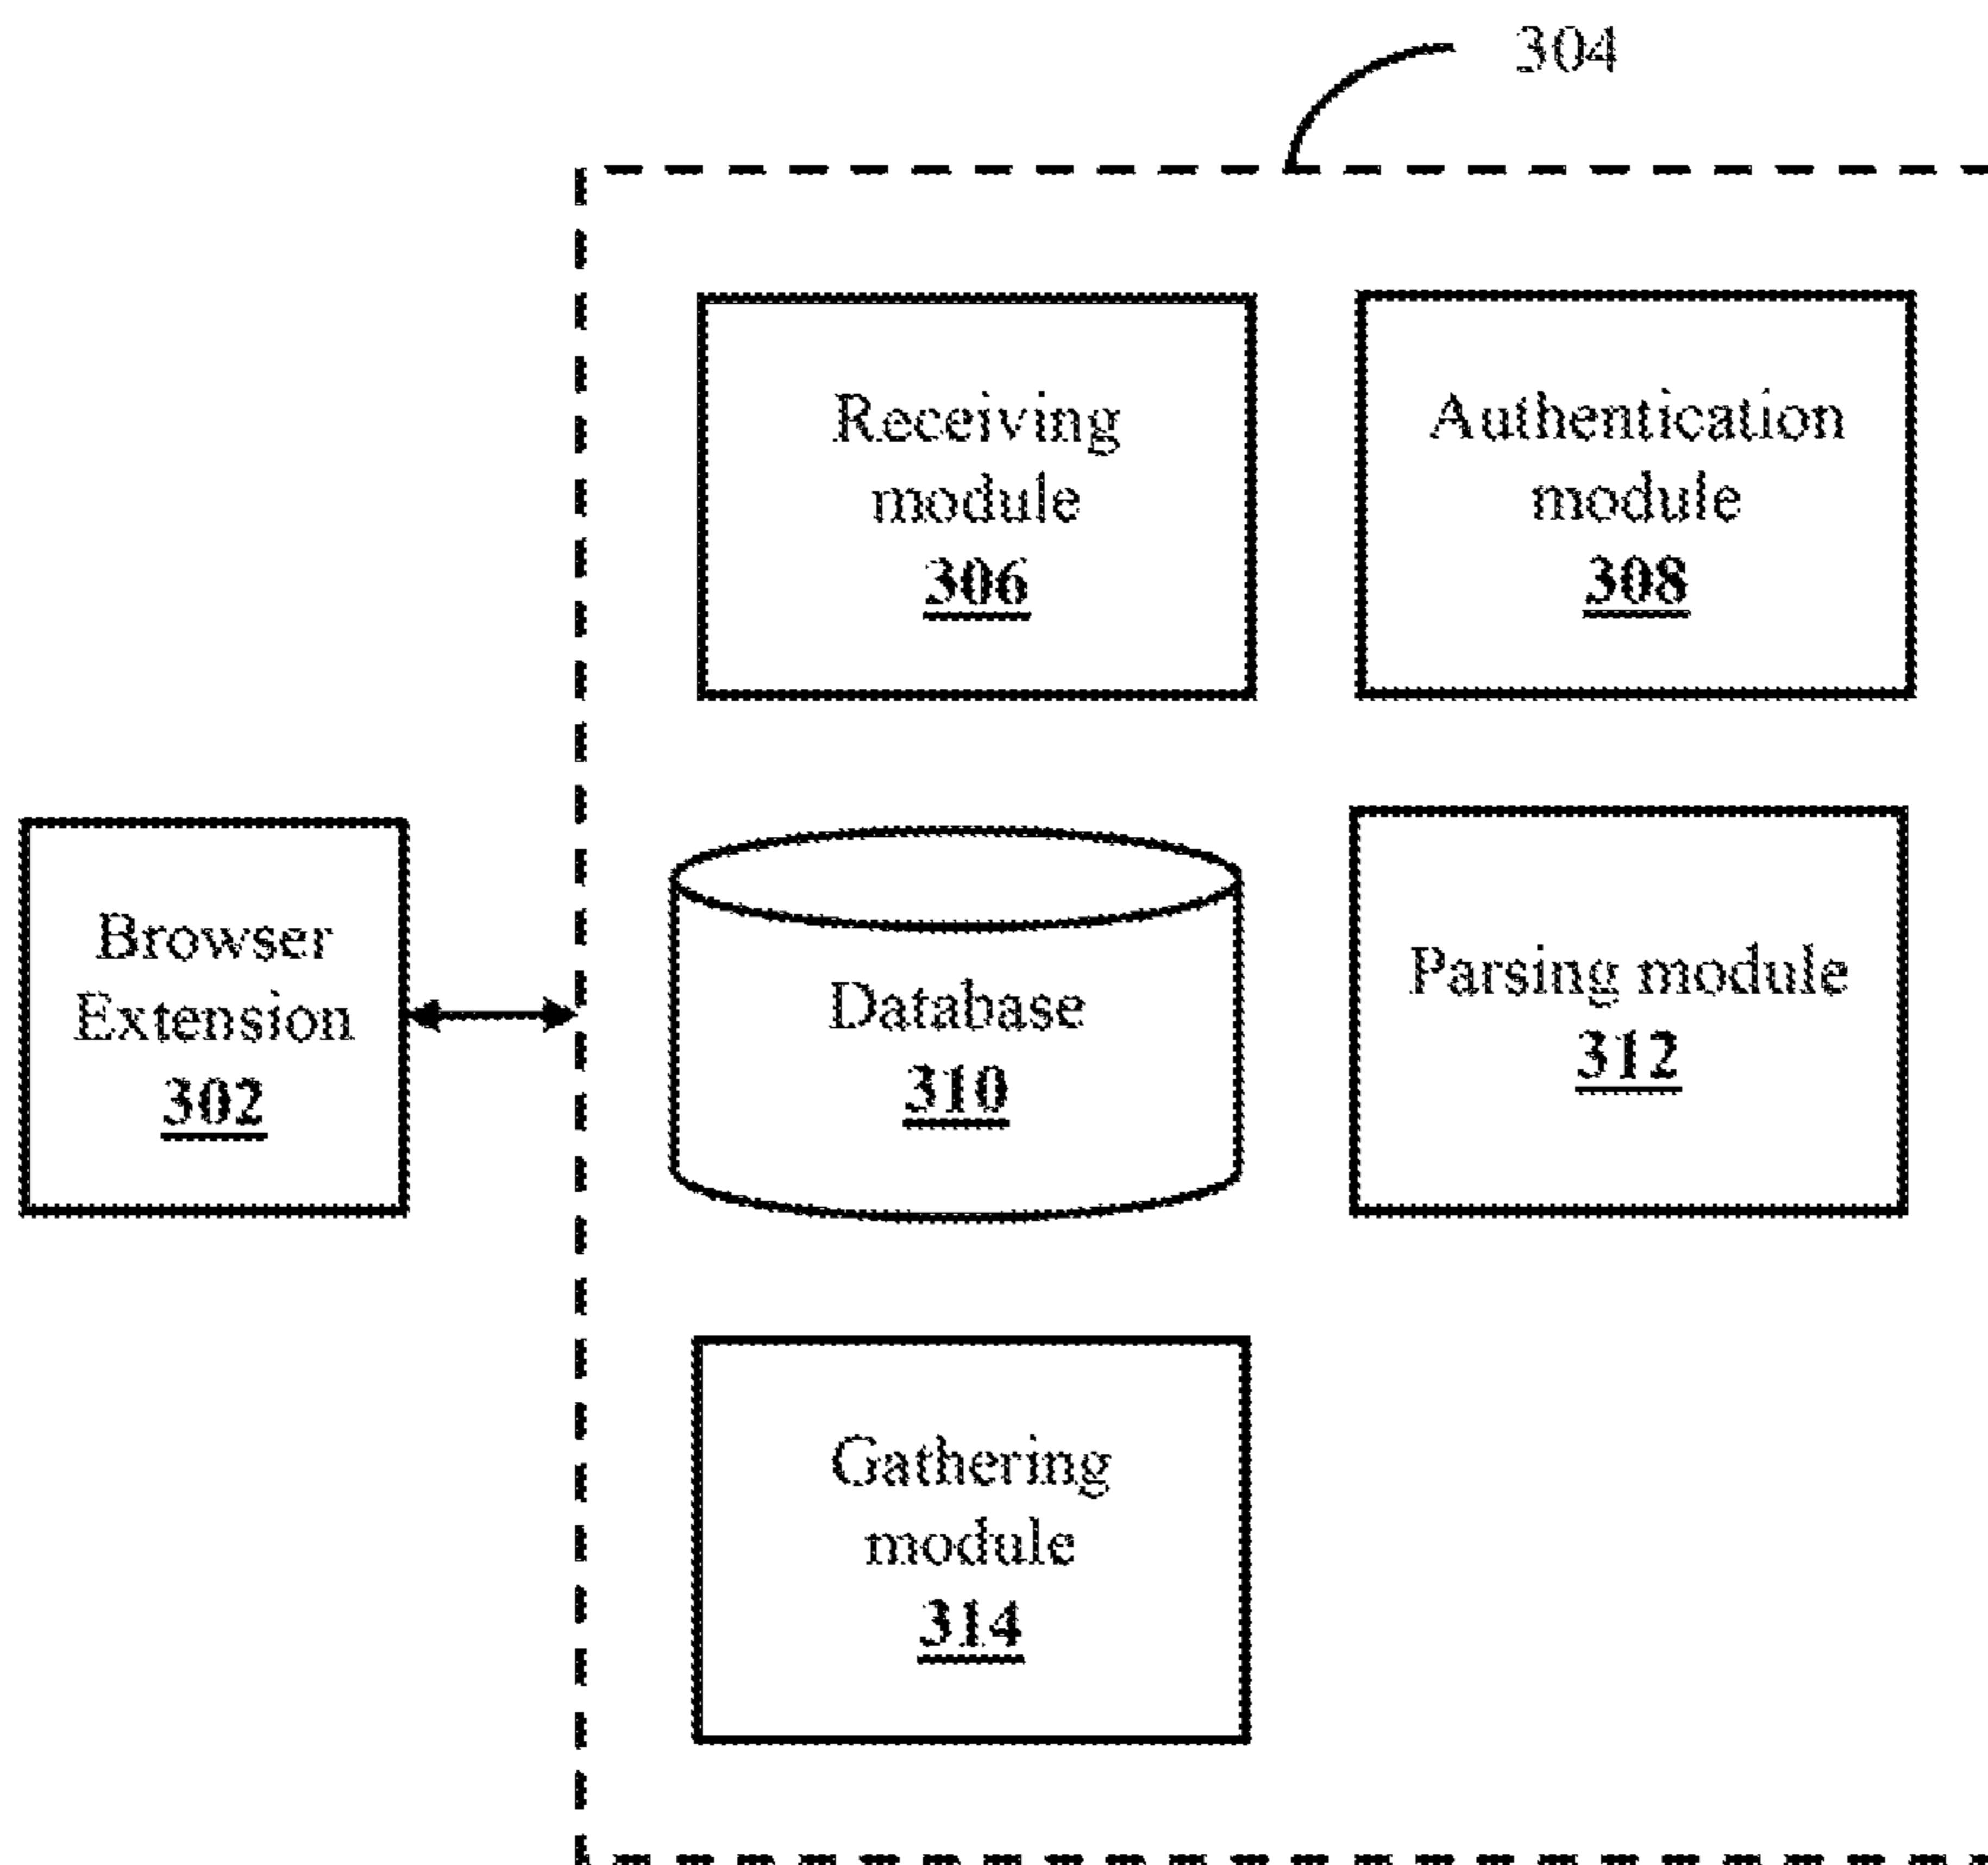 304
Receiving
module
306
Authentication
module
308
Browser
Extension
302
Database
310
Parsing module
312
Gathering
module
314